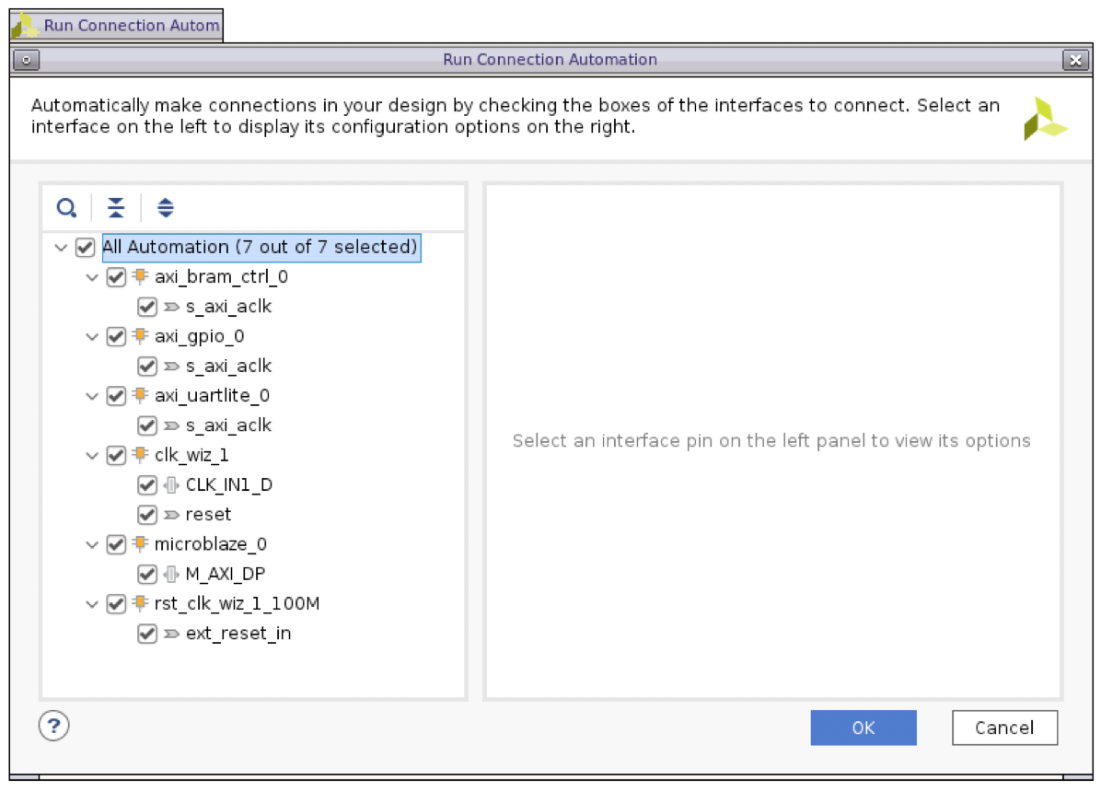 Run Connection Autom
Run Connection Automation
Automatically make connections in your design by checking the boxes of the interfaces to connect. Select an
interface on the left to display its configuration options on the right.
All Automation (7 out of 7 selected)
axi_bram_ctrl_0
s_axi_aclk
axi_gpio_0
s_axi_aclk
axi_uartlite_0
s_axi_aclk
clk_wiz_1
CLK_IN1_D
reset
microblaze_0
M_AXI_DP
rst_clk_wiz_1_100M
ext_reset_in
Select an interface pin on the left panel to view its options
?
OK
Cancel